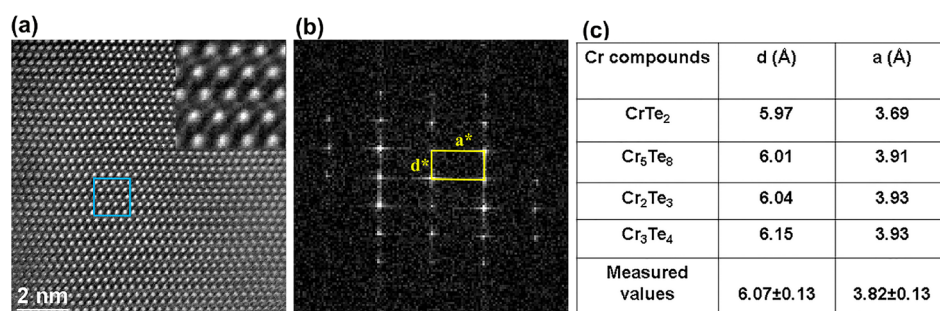 (a)
2 nm
(b)
a*
d*
(c)
Cr compounds d (Å) a (Å)
CrTe₂ 5.97 3.69
Cr₅Te₈ 6.01 3.91
Cr₂Te₃ 6.04 3.93
Cr₃Te₄ 6.15 3.93
Measured
values 6.07±0.13 3.82±0.13